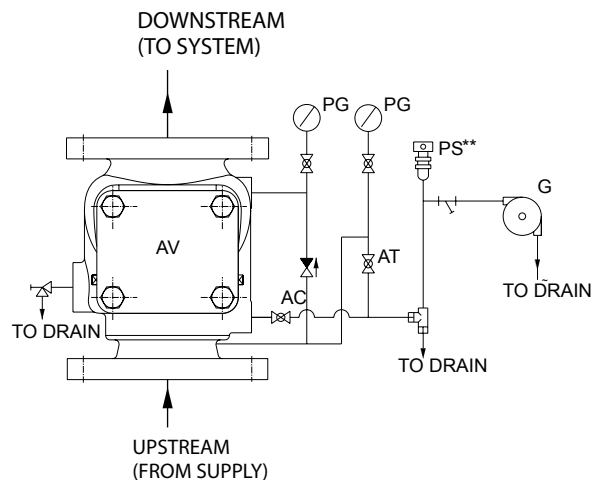 DOWNSTREAM
(TO SYSTEM)
PG
PG
PS**
G
AV
AT
TO DRAIN
AC
TO DRAIN
TO DRAIN
UPSTREAM
(FROM SUPPLY)